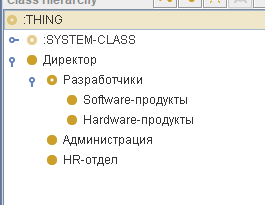 Class hierarchy
:THING
:SYSTEM-CLASS
Директор
Разработчики
Software-продукты
Hardware-продукты
Администрация
HR-отдел